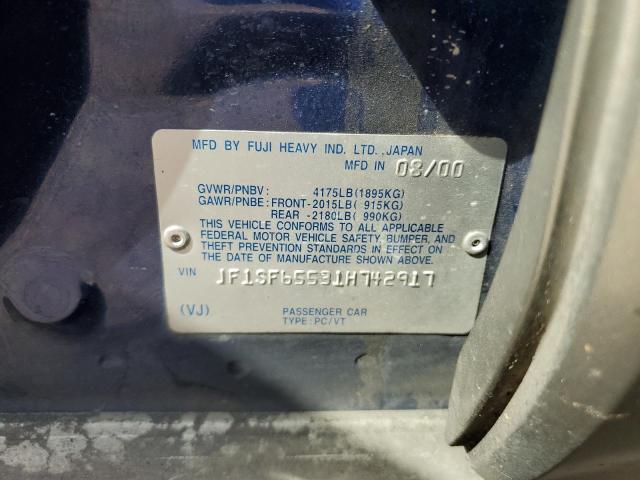 MFD BY FUJI HEAVY IND. LTD. JAPAN
MFD IN 08/00
GVWR/PNBV: 4175LB(1895KG)
GAWR/PNBE: FRONT-2015LB( 915KG)
REAR -2180LB( 990KG)
THIS VEHICLE CONFORMS TO ALL APPLICABLE
FEDERAL MOTOR VEHICLE SAFETY, BUMPER, AND
THEFT PREVENTION STANDARDS IN EFFECT ON
THE DATE OF MANUFACTURE SHOWN ABOVE.
VIN JF1SF65531H742917
(VJ) PASSENGER CAR
TYPE:PC/VT